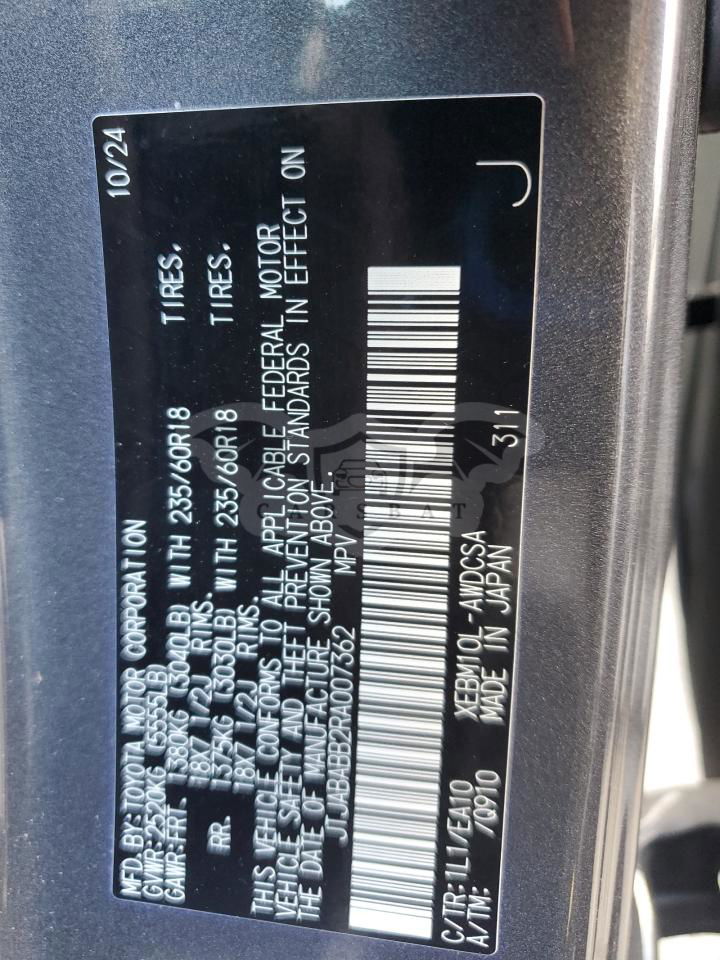 MFD.BY:TOYOTA MOTOR CORPORATION 10/24
GVWR:2520KG (5555LB)
GAWR:FRT. 1380KG (3040LB) WITH 235/60R18 TIRES.
18X7 1/2J RIMS.
RR. 1375KG (3030LB) WITH 235/60R18 TIRES.
18X7 1/2J RIMS.
THIS VEHICLE CONFORMS TO ALL APPLICABLE FEDERAL MOTOR
VEHICLE SAFETY AND THEFT PREVENTION STANDARDS IN EFFECT ON
THE DATE OF MANUFACTURE SHOWN ABOVE.
JTJABABB2RA007362 MPV
C/TR:1L1/EA10 XEBM10L-AWDCSA 311
A/TM: /Q910 MADE IN JAPAN
J
CARSBAT